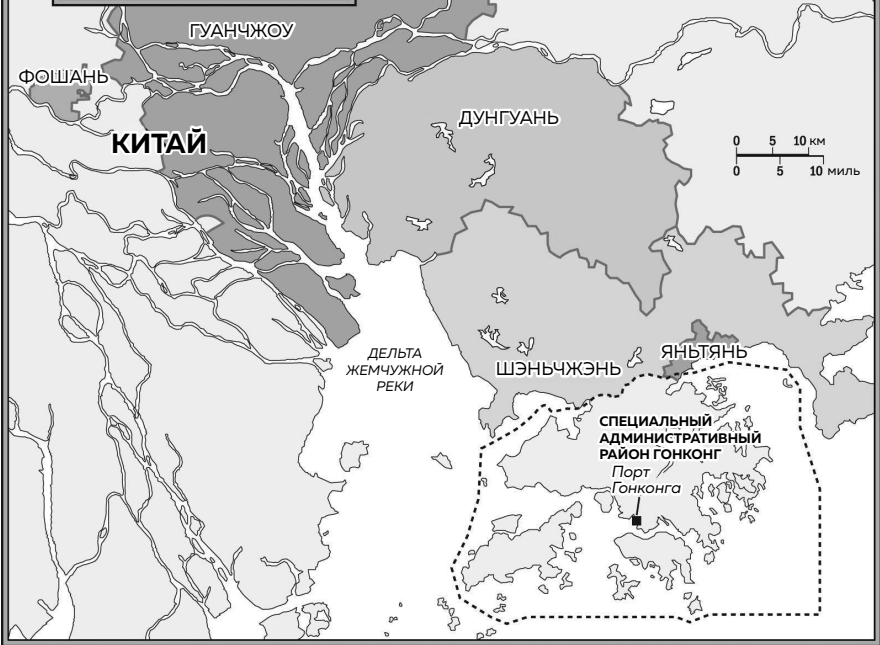 ГУАНЧЖОУ
ФОШАНЬ
КИТАЙ
ДУНГУАНЬ
0 5 10 км
0 5 10 миль
ДЕЛЬТА
ЖЕМЧУЖНОЙ
РЕКИ
ШЭНЬЧЖЭНЬ
ЯНЬТЯНЬ
СПЕЦИАЛЬНЫЙ
АДМИНИСТРАТИВНЫЙ
РАЙОН ГОНКОНГ
Порт
Гонконга